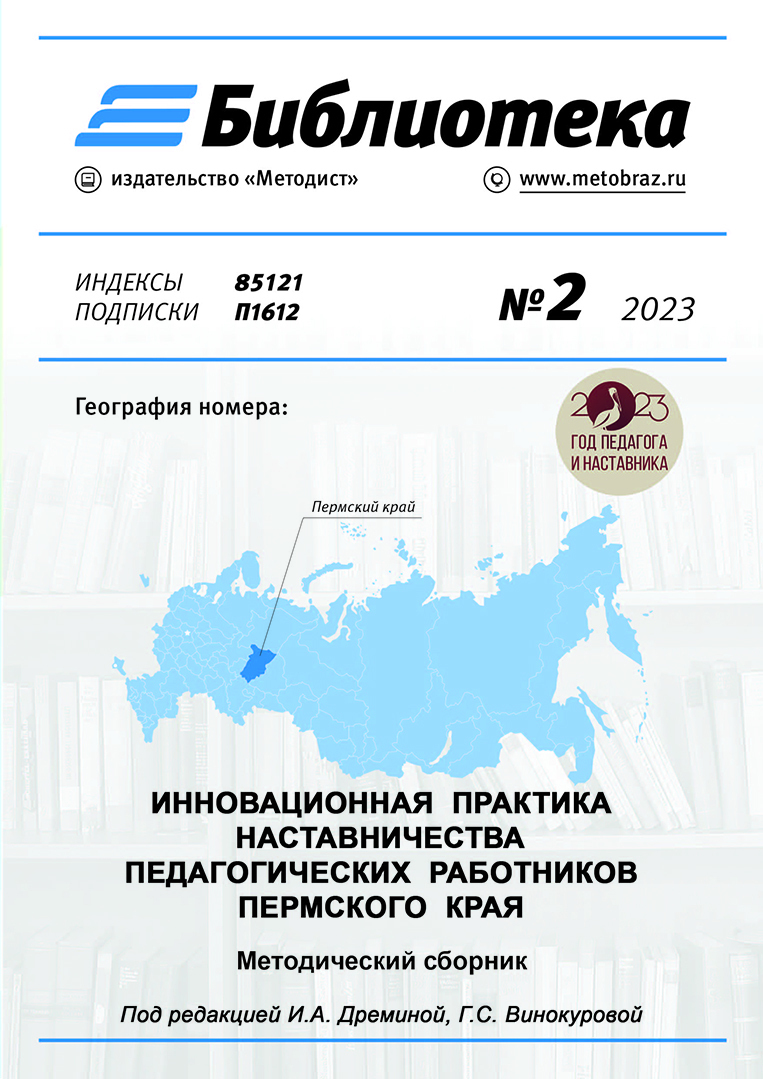 Библиотека
издательство «Методист»
www.metobraz.ru
ИНДЕКСЫ 85121
ПОДПИСКИ П1612
№2 2023
География номера:
2023
ГОД ПЕДАГОГА
И НАСТАВНИКА
Пермский край
ИННОВАЦИОННАЯ ПРАКТИКА
НАСТАВНИЧЕСТВА
ПЕДАГОГИЧЕСКИХ РАБОТНИКОВ
ПЕРМСКОГО КРАЯ
Методический сборник
Под редакцией И.А. Дреминой, Г.С. Винокуровой